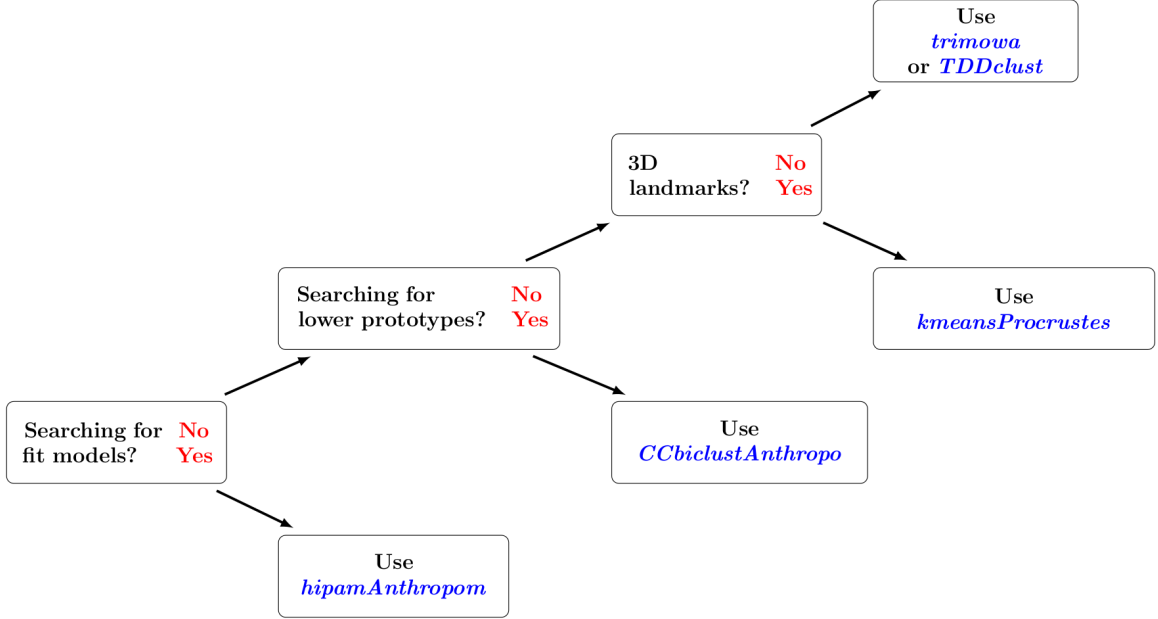 Use
trimowa
or TDDclust
3D No
landmarks? Yes
Searching for No
lower prototypes? Yes
Use
kmeansProcrustes
Searching for No
fit models? Yes
Use
CCbiclustAnthropo
Use
hipamAnthropom